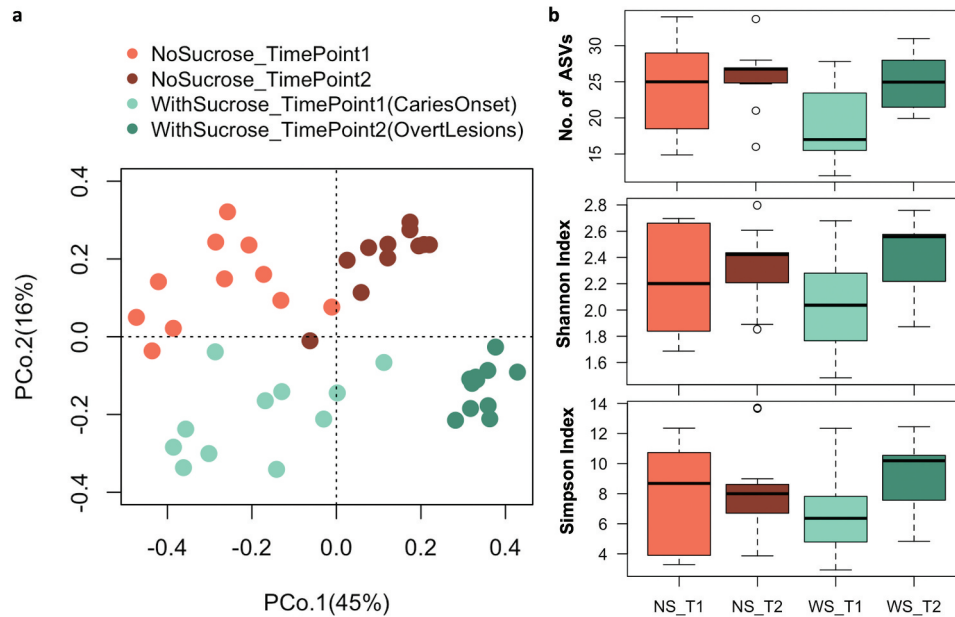 a
NoSucrose_TimePoint1
NoSucrose_TimePoint2
WithSucrose_TimePoint1(CariesOnset)
WithSucrose_TimePoint2(OvertLesions)
PCo.2(16%)
0.4
0.2
0.0
-0.2
-0.4
-0.4
-0.2
0.0
0.2
0.4
PCo.1(45%)
b
No. of ASVs
30
25
20
15
Shannon Index
2.8
2.6
2.4
2.2
2.0
1.8
1.6
Simpson Index
14
12
10
8
6
4
NS_T1
NS_T2
WS_T1
WS_T2